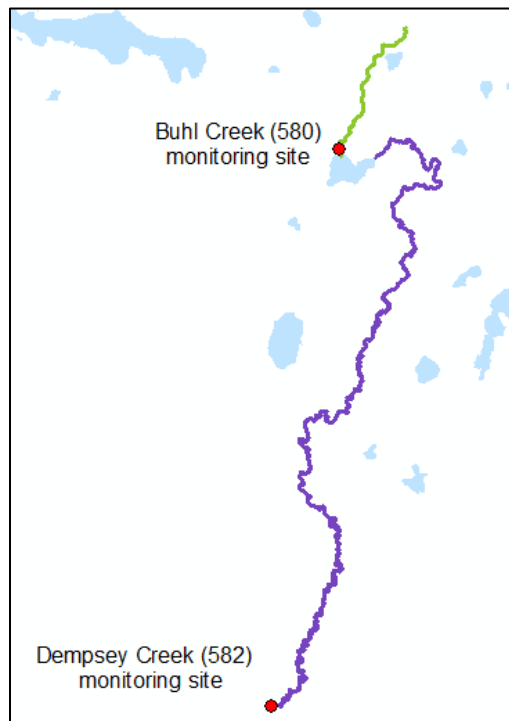 Buhl Creek (580)
monitoring site
Dempsey Creek (582)
monitoring site